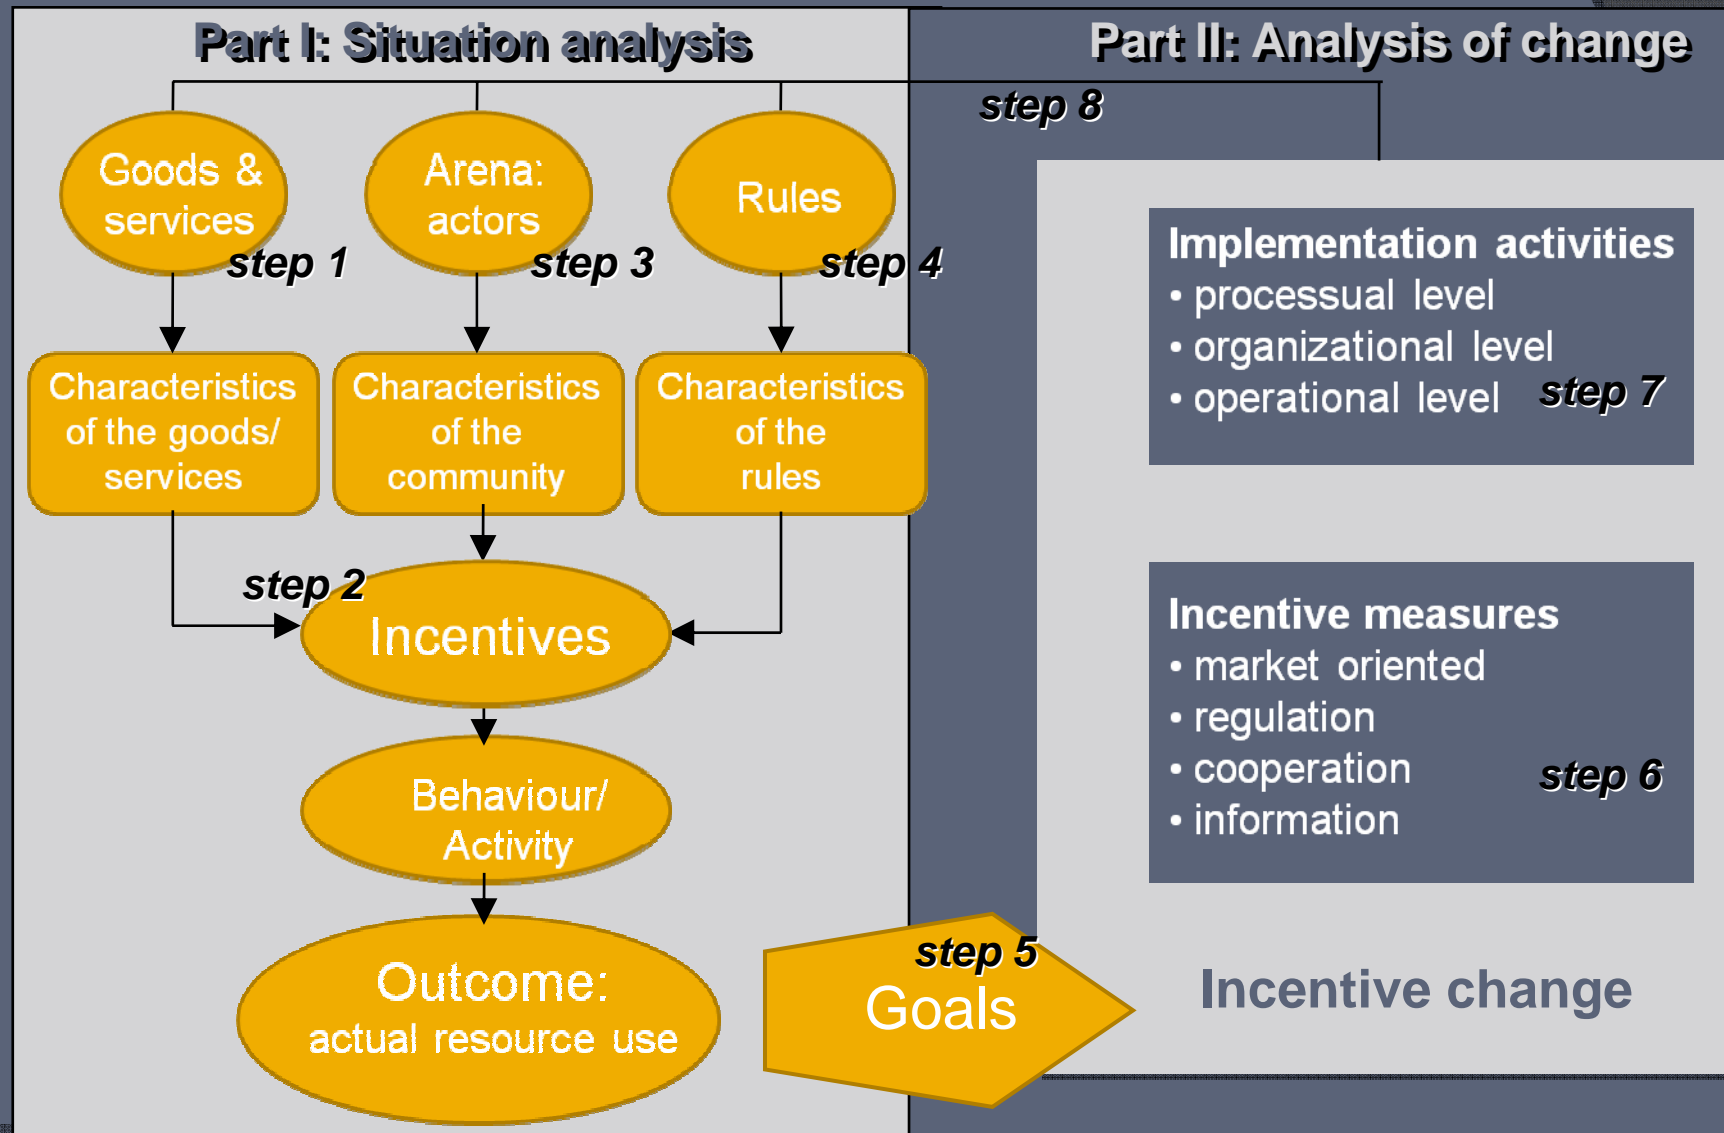 Part I: Situation analysis
Part II: Analysis of change
step 8
Goods &
services
step 1
Arena:
actors
step 3
Rules
step 4
Characteristics
of the goods/
services
Characteristics
of the
community
Characteristics
of the
rules
step 2
Incentives
Behaviour/
Activity
Outcome:
actual resource use
step 5
Goals
Implementation activities
• processual level
• organizational level
• operational level
step 7
Incentive measures
• market oriented
• regulation
• cooperation
• information
step 6
Incentive change